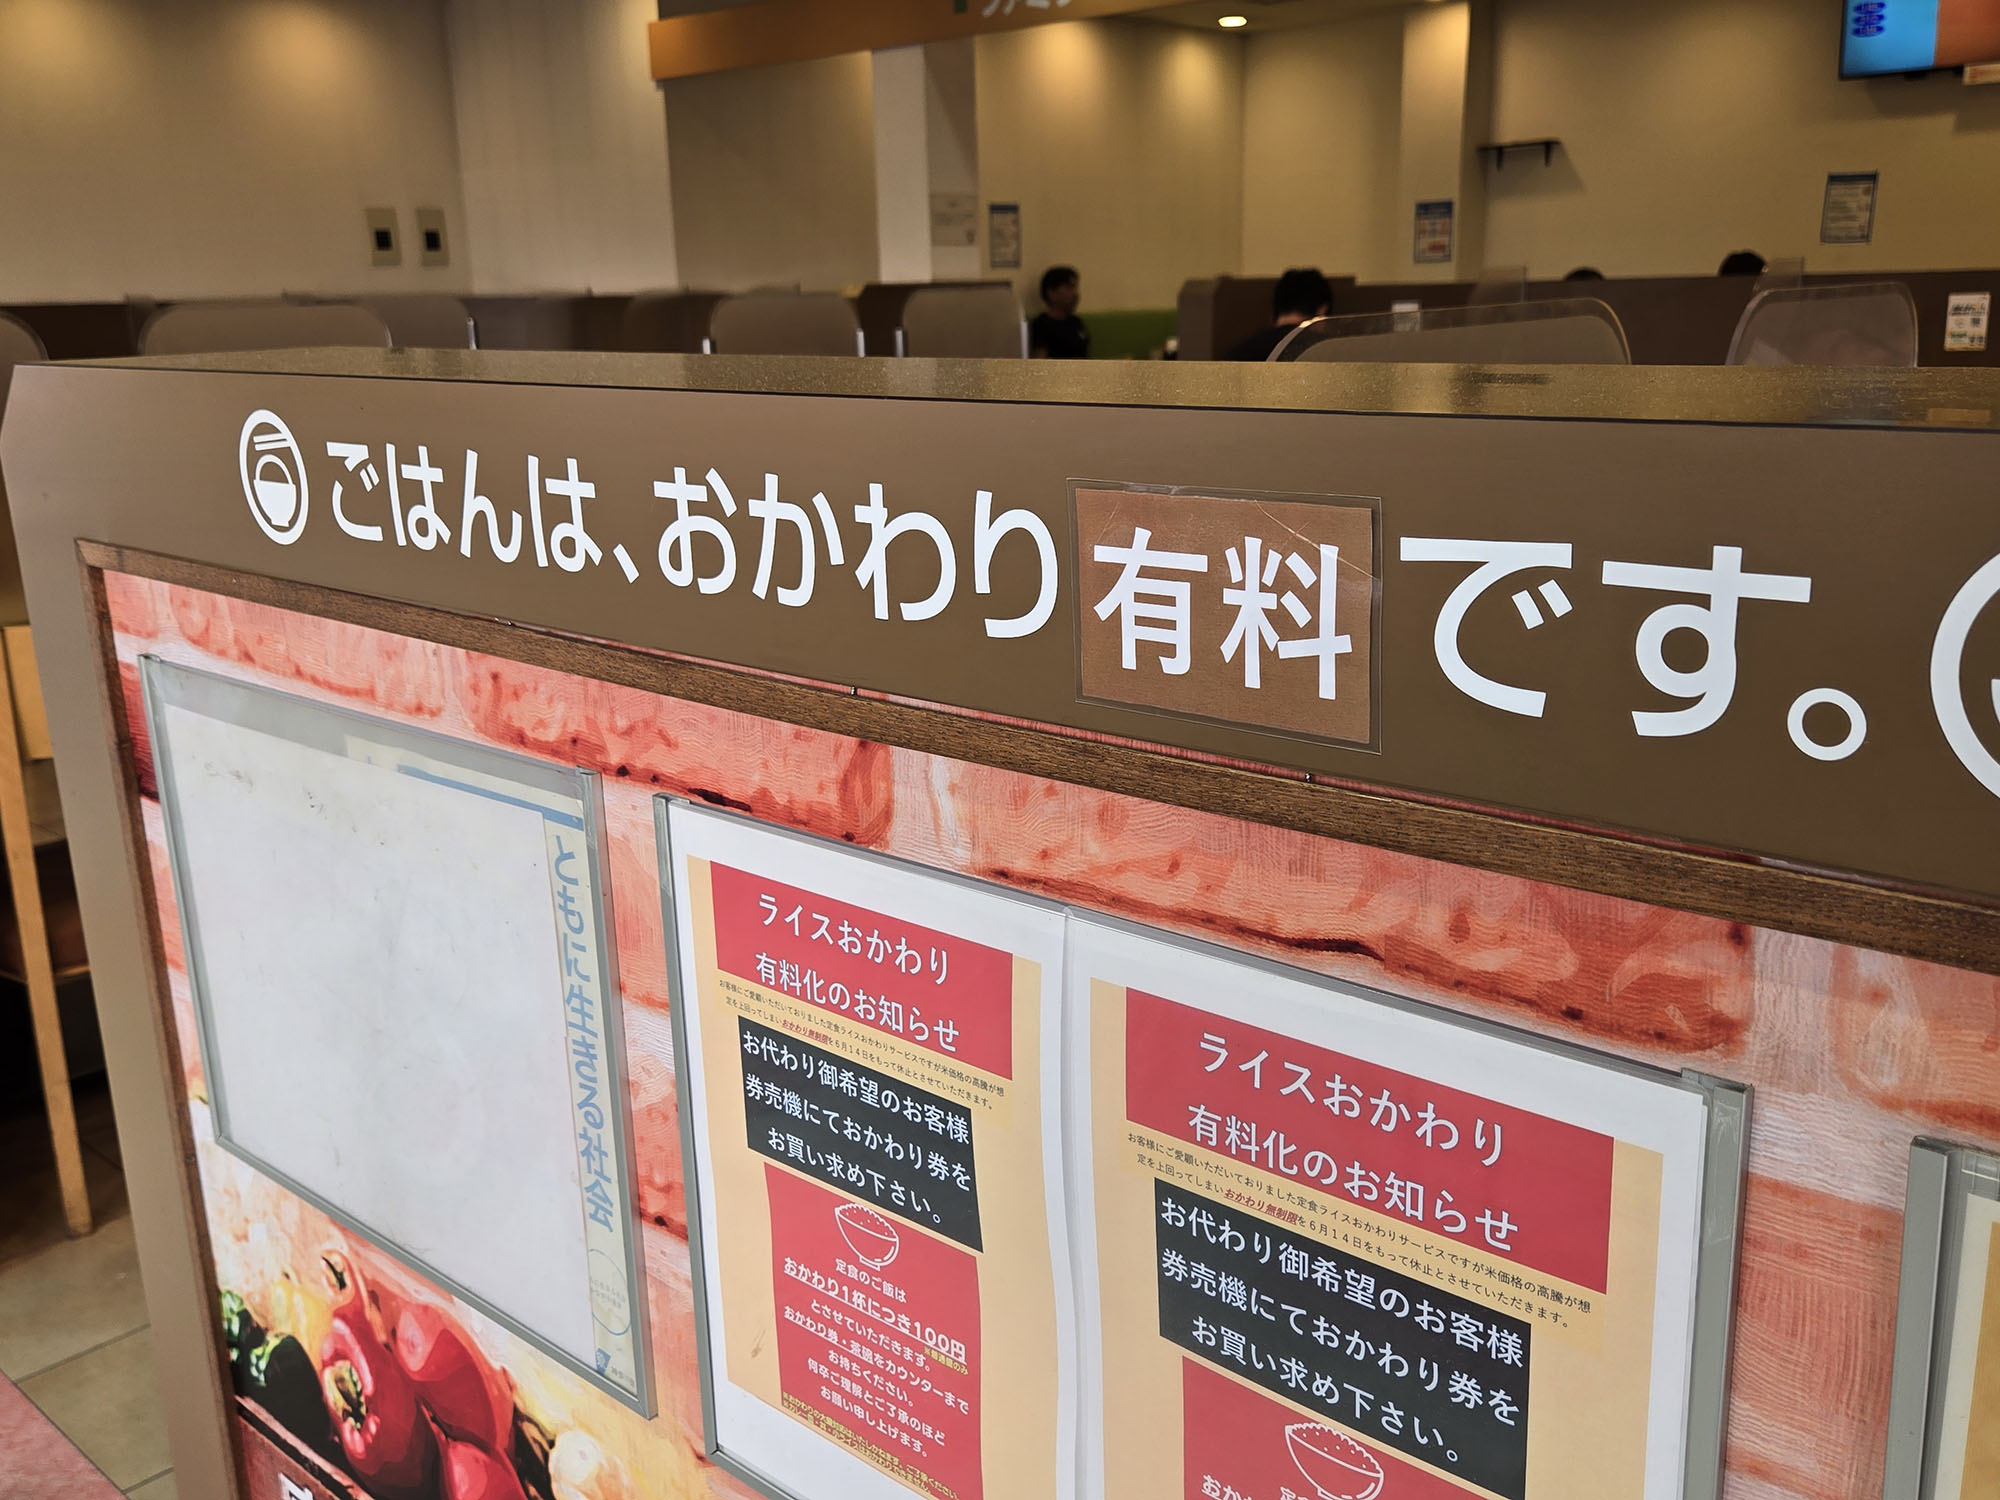 ごはんは、おかわり有料です。
ともに生きる社会
ライスおかわり
有料化のお知らせ
お客様にご愛顧いただいておりました定食ライスおかわりサービスですが米価格の高騰が想
定を上回ってしまいおかわり無制限を6月14日をもって休止とさせていただきます。
お代わり御希望のお客様
券売機にておかわり券を
お買い求め下さい。
定食のご飯は
おかわり1杯につき100円
※普通盛のみ
とさせていただきます。
おかわり券・茶碗をカウンターまで
お持ちください。
何卒ご理解とご了承のほど
お願い申し上げます。
ライスおかわり
有料化のお知らせ
お客様にご愛顧いただいておりました定食ライスおかわりサービスですが米価格の高騰が想
定を上回ってしまいおかわり無制限を6月14日をもって休止とさせていただきます。
お代わり御希望のお客様
券売機にておかわり券を
お買い求め下さい。